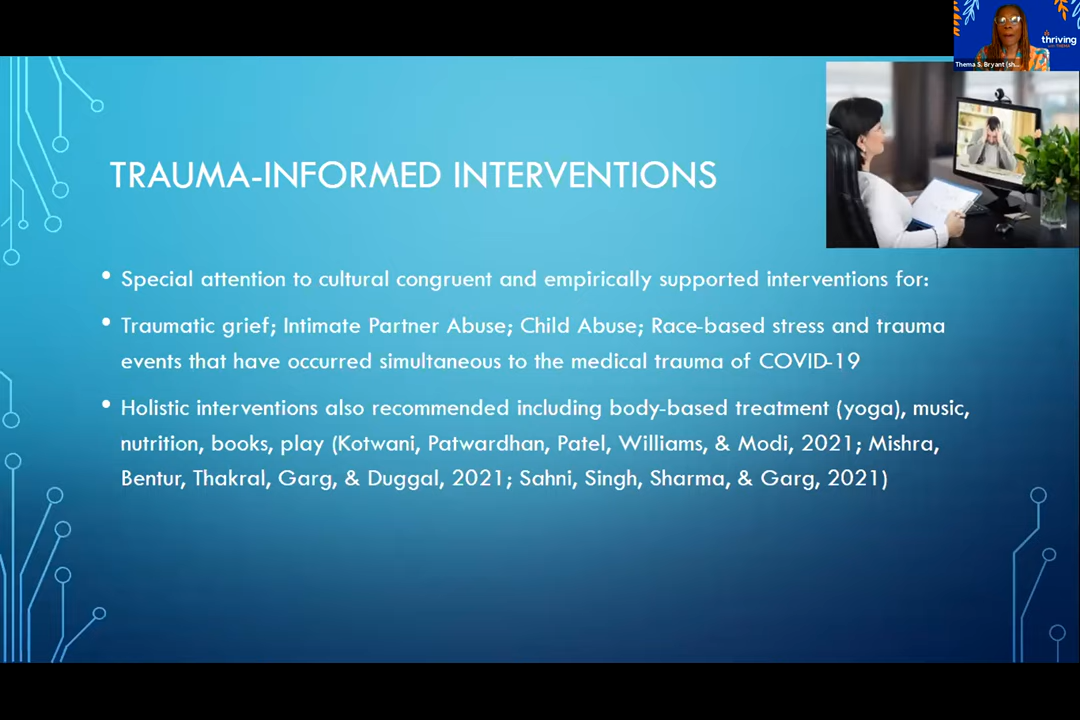 thriving
with THEMA
Thema S. Bryant (sh...
TRAUMA-INFORMED INTERVENTIONS
• Special attention to cultural congruent and empirically supported interventions for:
• Traumatic grief; Intimate Partner Abuse; Child Abuse; Race-based stress and trauma
events that have occurred simultaneous to the medical trauma of COVID-19
• Holistic interventions also recommended including body-based treatment (yoga), music,
nutrition, books, play (Kotwani, Patwardhan, Patel, Williams, & Modi, 2021; Mishra,
Bentur, Thakral, Garg, & Duggal, 2021; Sahni, Singh, Sharma, & Garg, 2021)